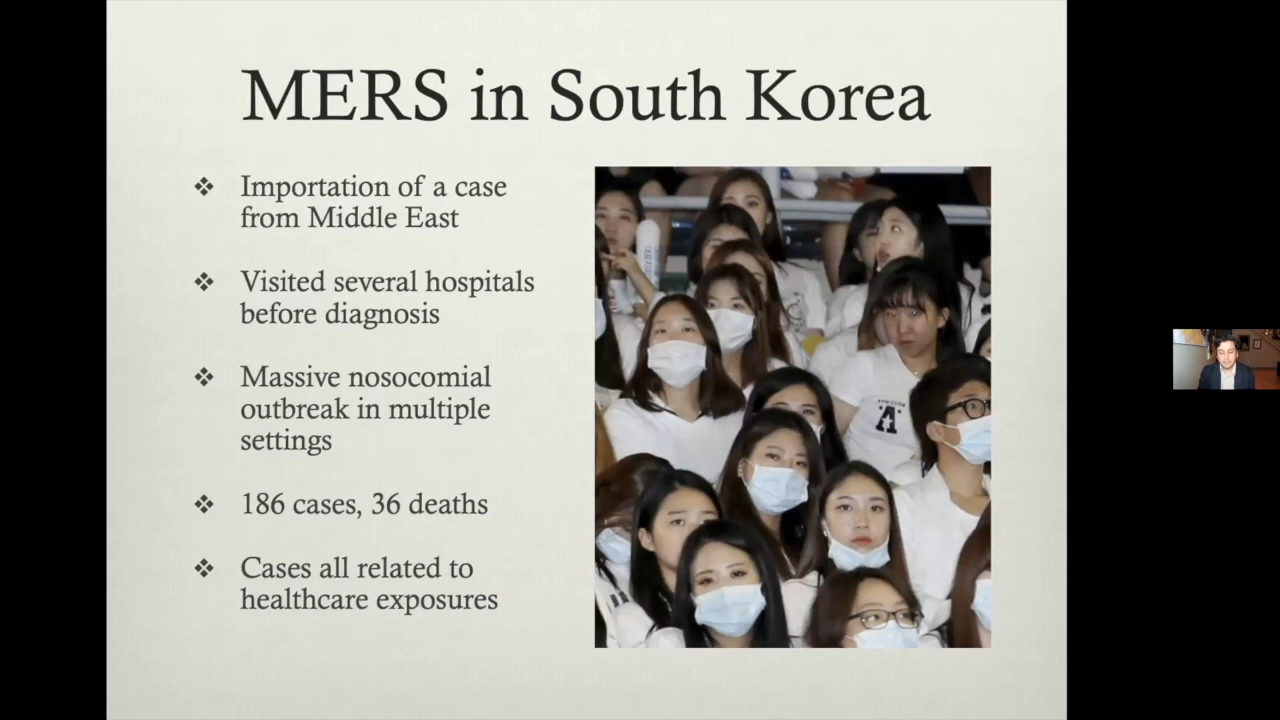 MERS in South Korea
❖ Importation of a case
from Middle East
❖ Visited several hospitals
before diagnosis
❖ Massive nosocomial
outbreak in multiple
settings
❖ 186 cases, 36 deaths
❖ Cases all related to
healthcare exposures
A